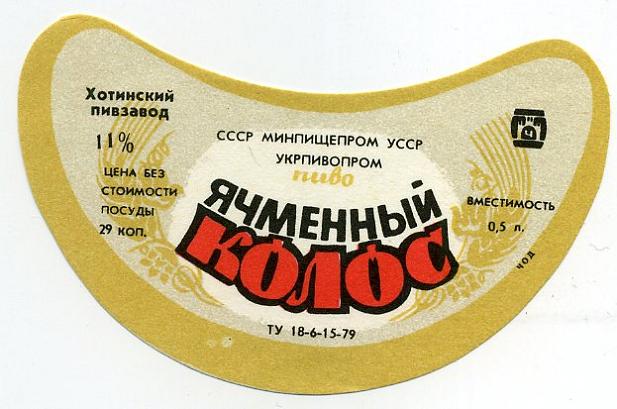 Хотинский
пивзавод
11%
ЦЕНА БЕЗ
СТОИМОСТИ
ПОСУДЫ
29 КОП.
СССР МИНПИЩЕПРОМ УССР
УКРПИВОПРОМ
пиво
ЯЧМЕННЫЙ
КОЛОС
ТУ 18-6-15-79
ВМЕСТИМОСТЬ
0,5 л.
ЧОД